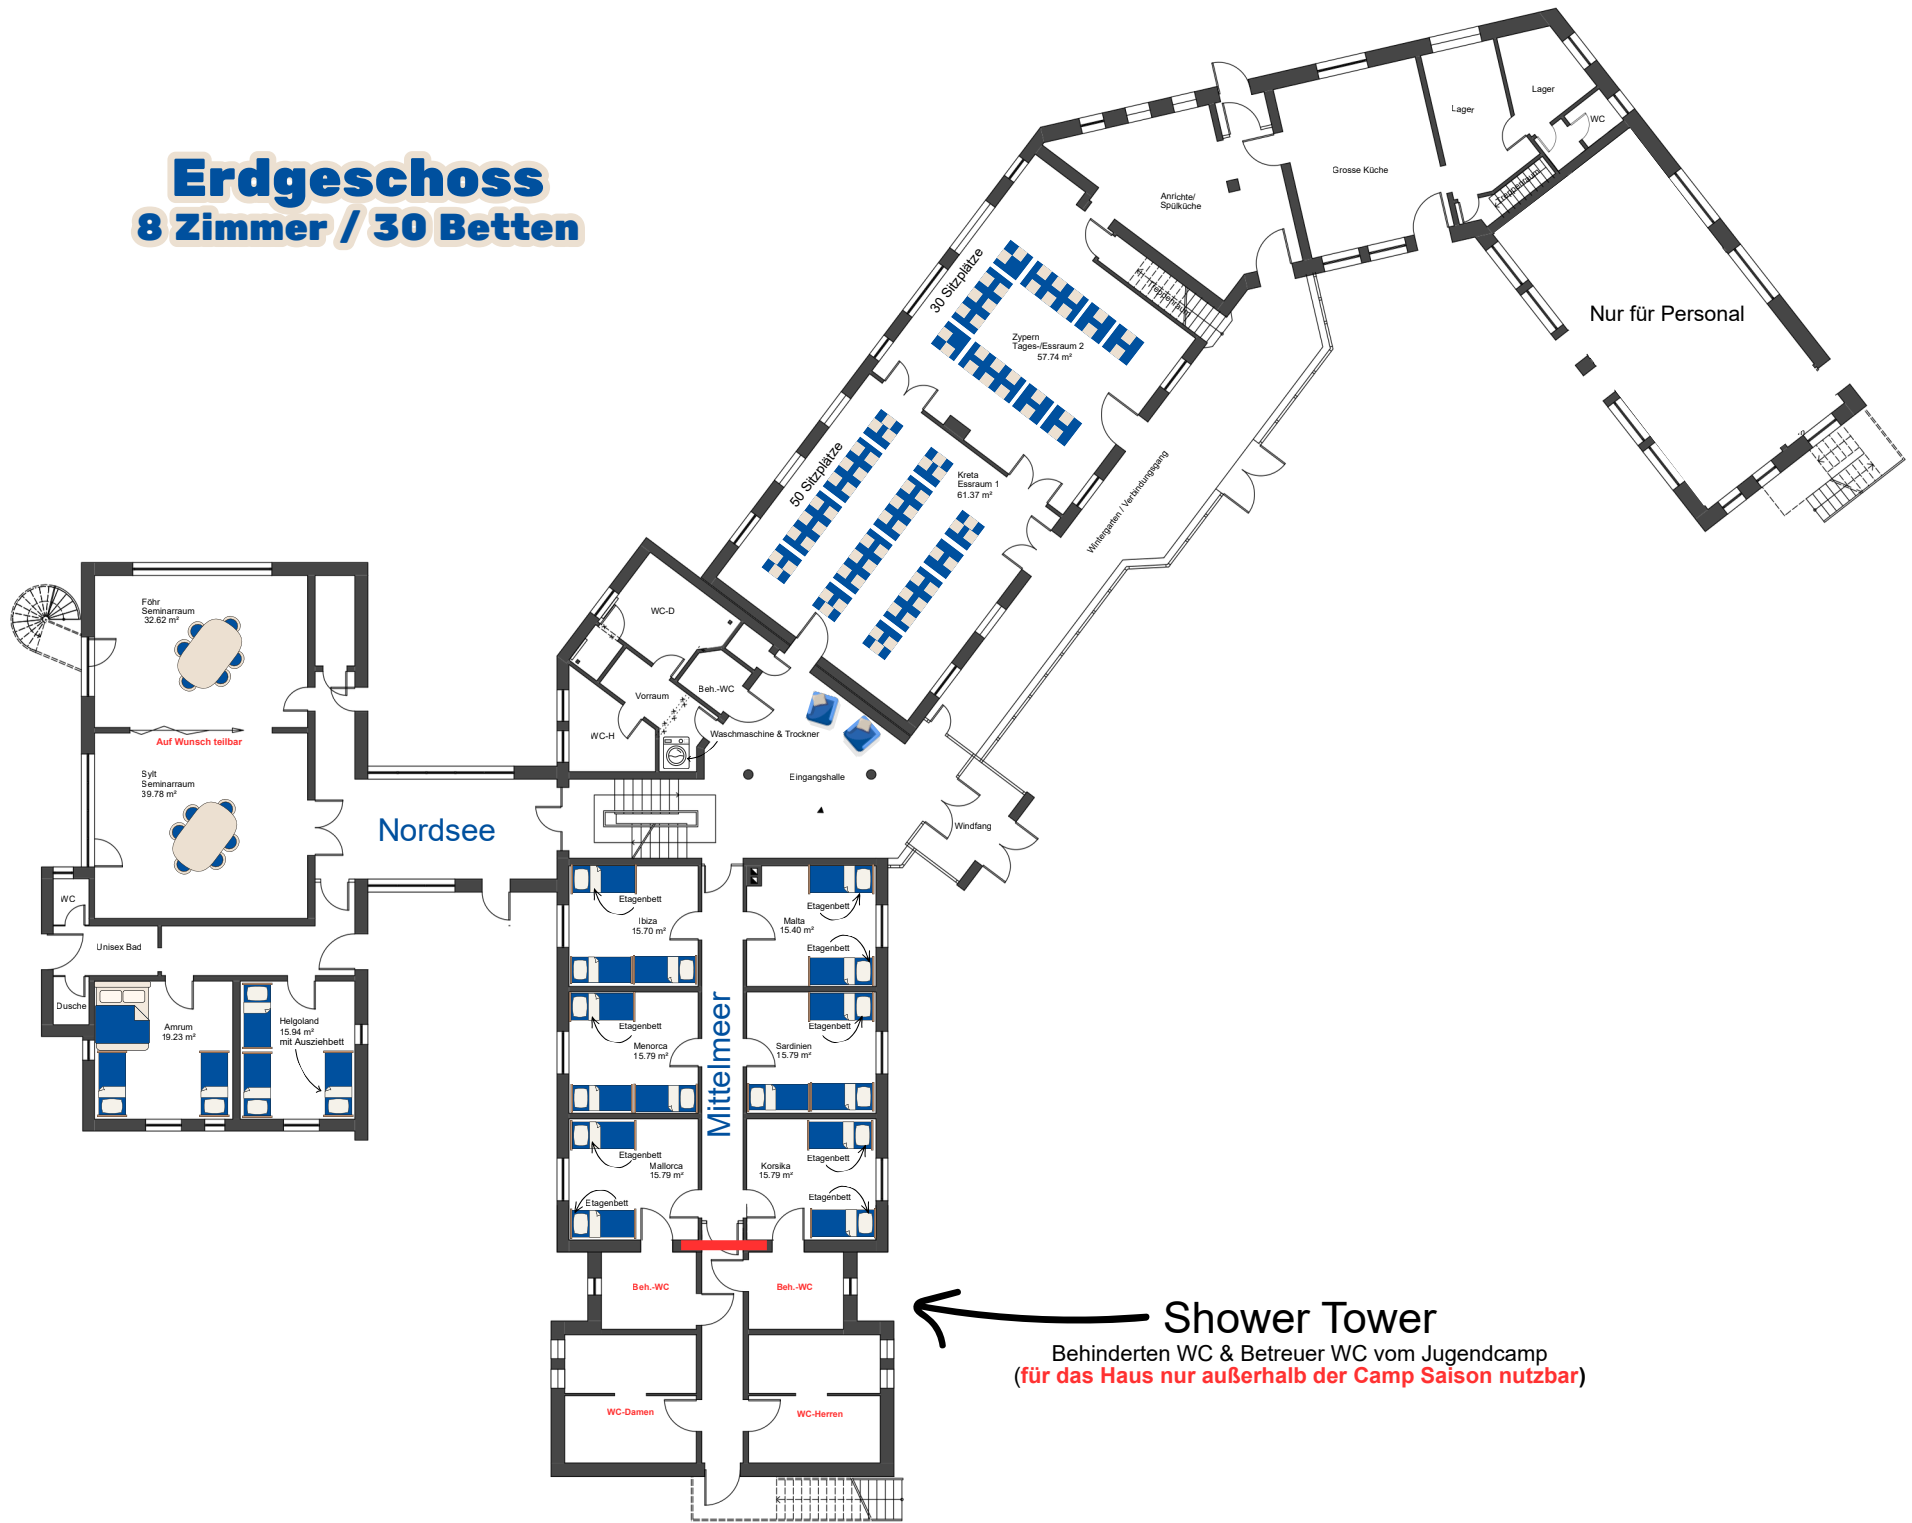 Erdgeschoss
8 Zimmer / 30 Betten
Lager
Lager
WC
Grosse Küche
Treppenraum
Anrichte/
Spülküche
Treppenraum
Nur für Personal
30 Sitzplätze
Zypern
Tages-/Essraum 2
57.74 m²
50 Sitzplätze
Kreta
Essraum 1
61.37 m²
Wintergarten / Verbindungsgang
Föhr
Seminarraum
32.62 m²
Auf Wunsch teilbar
Sylt
Seminarraum
39.78 m²
WC-D
Vorraum
Beh.-WC
WC-H
Waschmaschine & Trockner
Eingangshalle
Windfang
Nordsee
WC
Unisex Bad
Dusche
Amrum
19.23 m²
Helgoland
15.94 m²
mit Ausziehbett
Etagenbett
Ibiza
15.70 m²
Etagenbett
Malta
15.40 m²
Etagenbett
Mittelmeer
Etagenbett
Menorca
15.79 m²
Etagenbett
Sardinien
15.79 m²
Etagenbett
Mallorca
15.79 m²
Etagenbett
Etagenbett
Korsika
15.79 m²
Etagenbett
Beh.-WC
Beh.-WC
WC-Damen
WC-Herren
Shower Tower
Behinderten WC & Betreuer WC vom Jugendcamp
(für das Haus nur außerhalb der Camp Saison nutzbar)